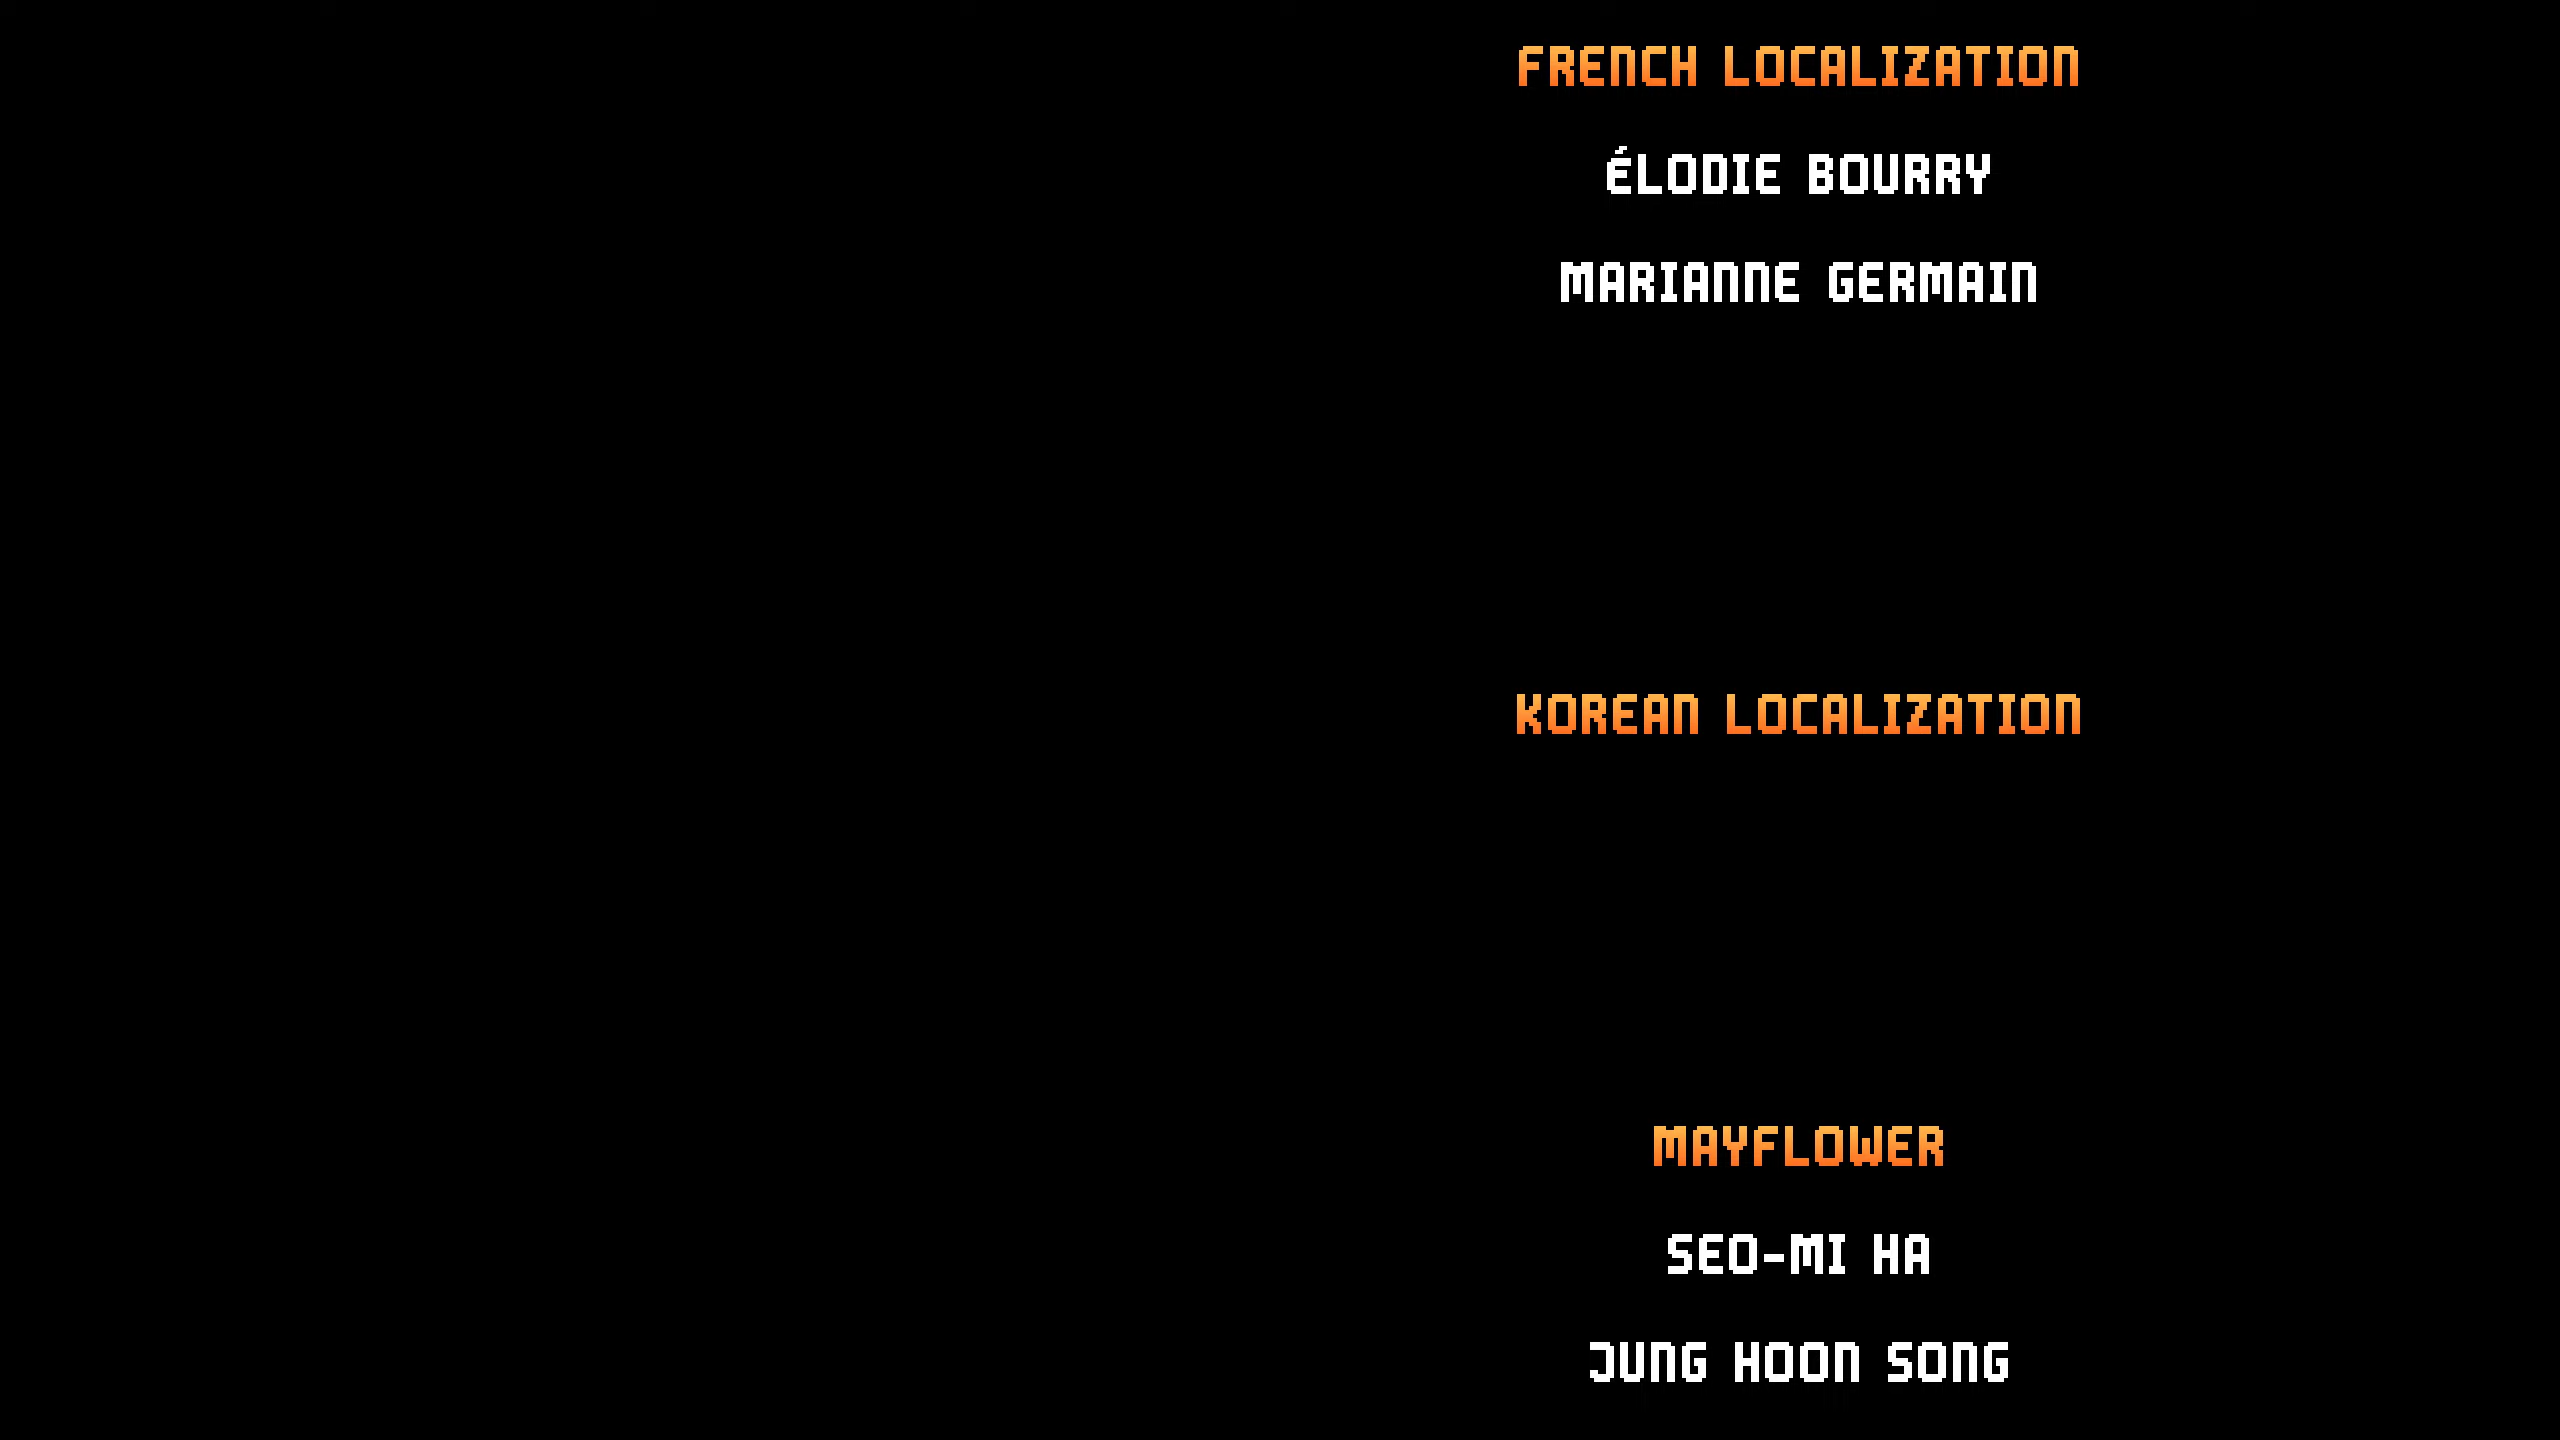 FRENCH LOCALIZATION
ÉLODIE BOURRY
MARIANNE GERMAIN
KOREAN LOCALIZATION
MAYFLOWER
SEO-MI HA
JUNG HOON SONG